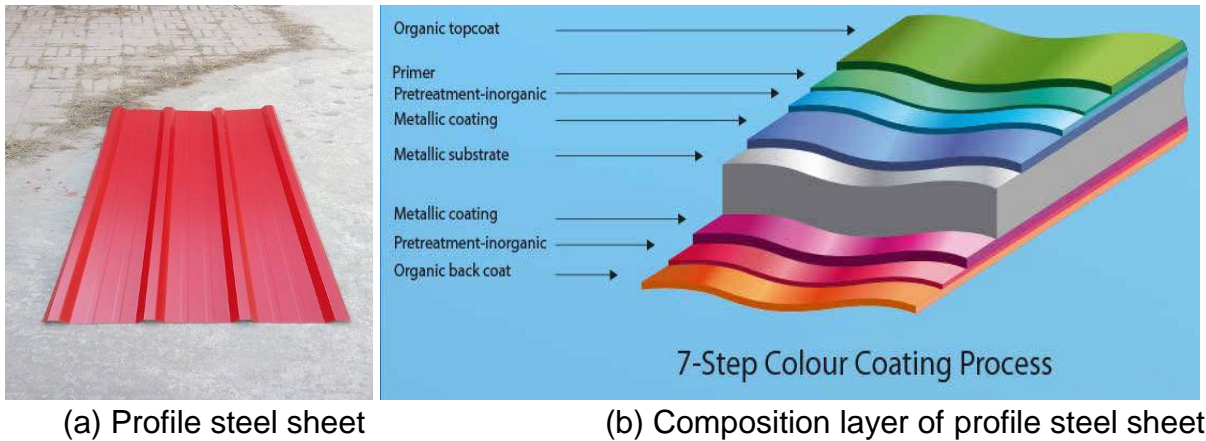 Organic topcoat
Primer
Pretreatment-inorganic
Metallic coating
Metallic substrate
Metallic coating
Pretreatment-inorganic
Organic back coat
7-Step Colour Coating Process
(a) Profile steel sheet
(b) Composition layer of profile steel sheet